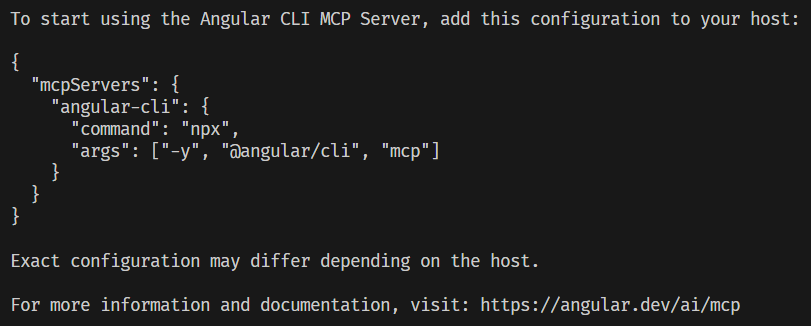 To start using the Angular CLI MCP Server, add this configuration to your host:

{
  "mcpServers": {
    "angular-cli": {
      "command": "npx",
      "args": ["-y", "@angular/cli", "mcp"]
    }
  }
}

Exact configuration may differ depending on the host.

For more information and documentation, visit: https://angular.dev/ai/mcp